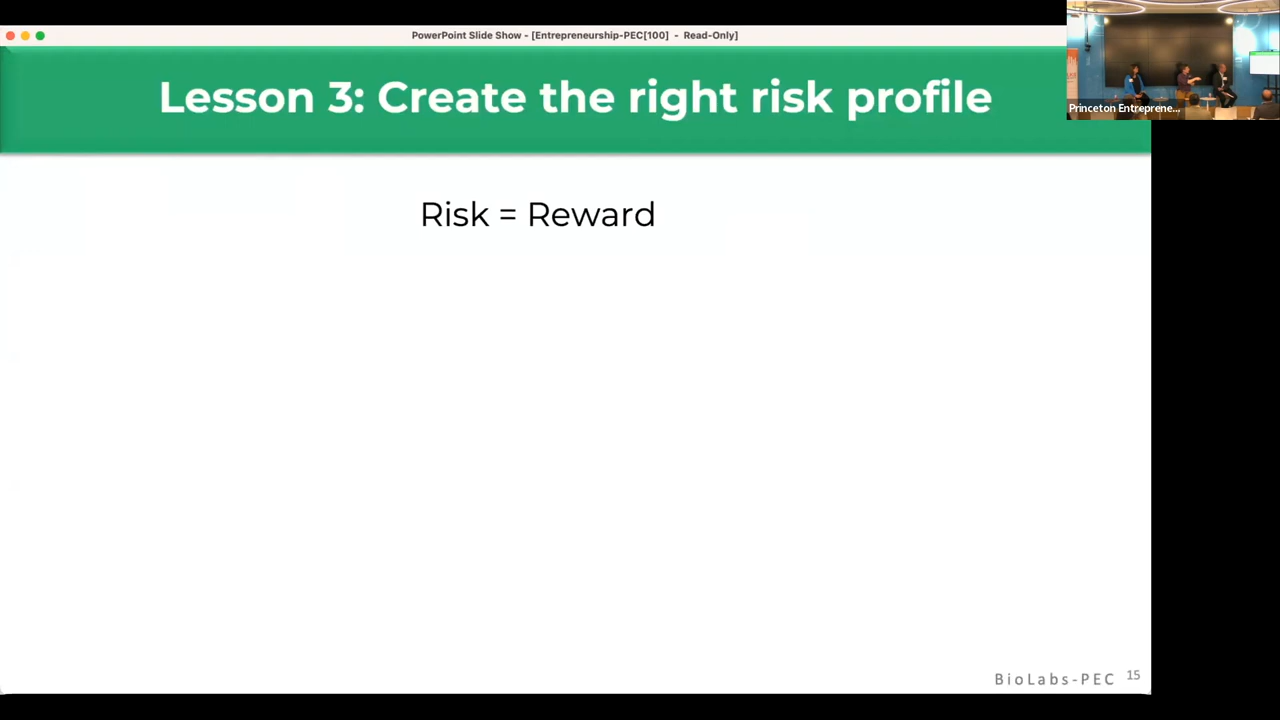 PowerPoint Slide Show - [Entrepreneurship-PEC[100] - Read-Only]
Lesson 3: Create the right risk profile
Princeton Entreprene...
Risk = Reward
BioLabs-PEC 15